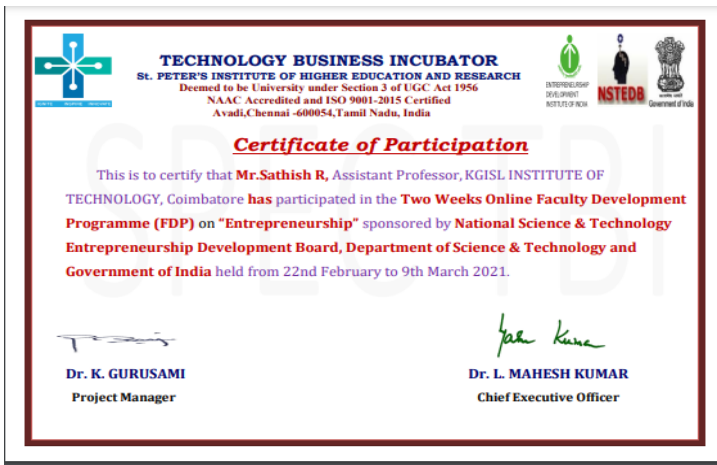 TECHNOLOGY BUSINESS INCUBATOR
St. PETER'S INSTITUTE OF HIGHER EDUCATION AND RESEARCH
Deemed to be University under Section 3 of UGC Act 1956
NAAC Accredited and ISO 9001-2015 Certified
Avadi,Chennai -600054,Tamil Nadu, India
ENTREPRENEURSHIP
DEVELOPMENT
INSTITUTE OF INDIA
NSTEDB
Government of India
Certificate of Participation
This is to certify that Mr.Sathish R, Assistant Professor, KGISL INSTITUTE OF
TECHNOLOGY, Coimbatore has participated in the Two Weeks Online Faculty Development
Programme (FDP) on "Entrepreneurship" sponsored by National Science & Technology
Entrepreneurship Development Board, Department of Science & Technology and
Government of India held from 22nd February to 9th March 2021.
SPEC TBI
Dr. K. GURUSAMI
Project Manager
Dr. L. MAHESH KUMAR
Chief Executive Officer